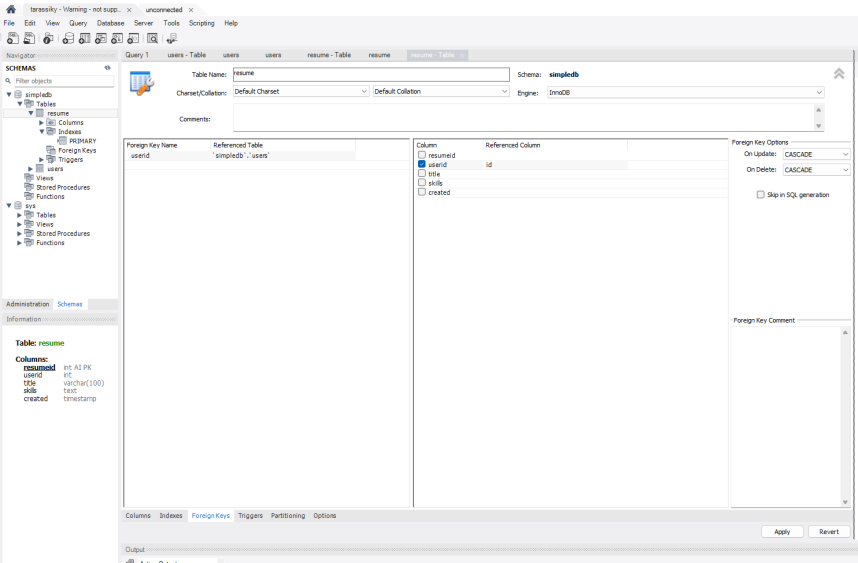 tarassiky - Warning - not supp... ×
unconnected ×
File Edit View Query Database Server Tools Scripting Help
Navigator
SCHEMAS
Filter objects
simpledb
Tables
resume
Columns
Indexes
PRIMARY
Foreign Keys
Triggers
users
Views
Stored Procedures
Functions
sys
Tables
Views
Stored Procedures
Functions
Administration Schemas
Information
Table: resume
Columns:
resumeid int AI PK
userid int
title varchar(100)
skills text
created timestamp
Query 1 users - Table users users resume - Table resume resume - Table ×
Table Name: resume Schema: simpledb
Charset/Collation: Default Charset Default Collation Engine: InnoDB
Comments:
Foreign Key Name Referenced Table
userid `simpledb`.`users`
Column Referenced Column
resumeid
userid id
title
skills
created
Foreign Key Options
On Update: CASCADE
On Delete: CASCADE
Skip in SQL generation
Foreign Key Comment
Columns Indexes Foreign Keys Triggers Partitioning Options
Apply Revert
Output